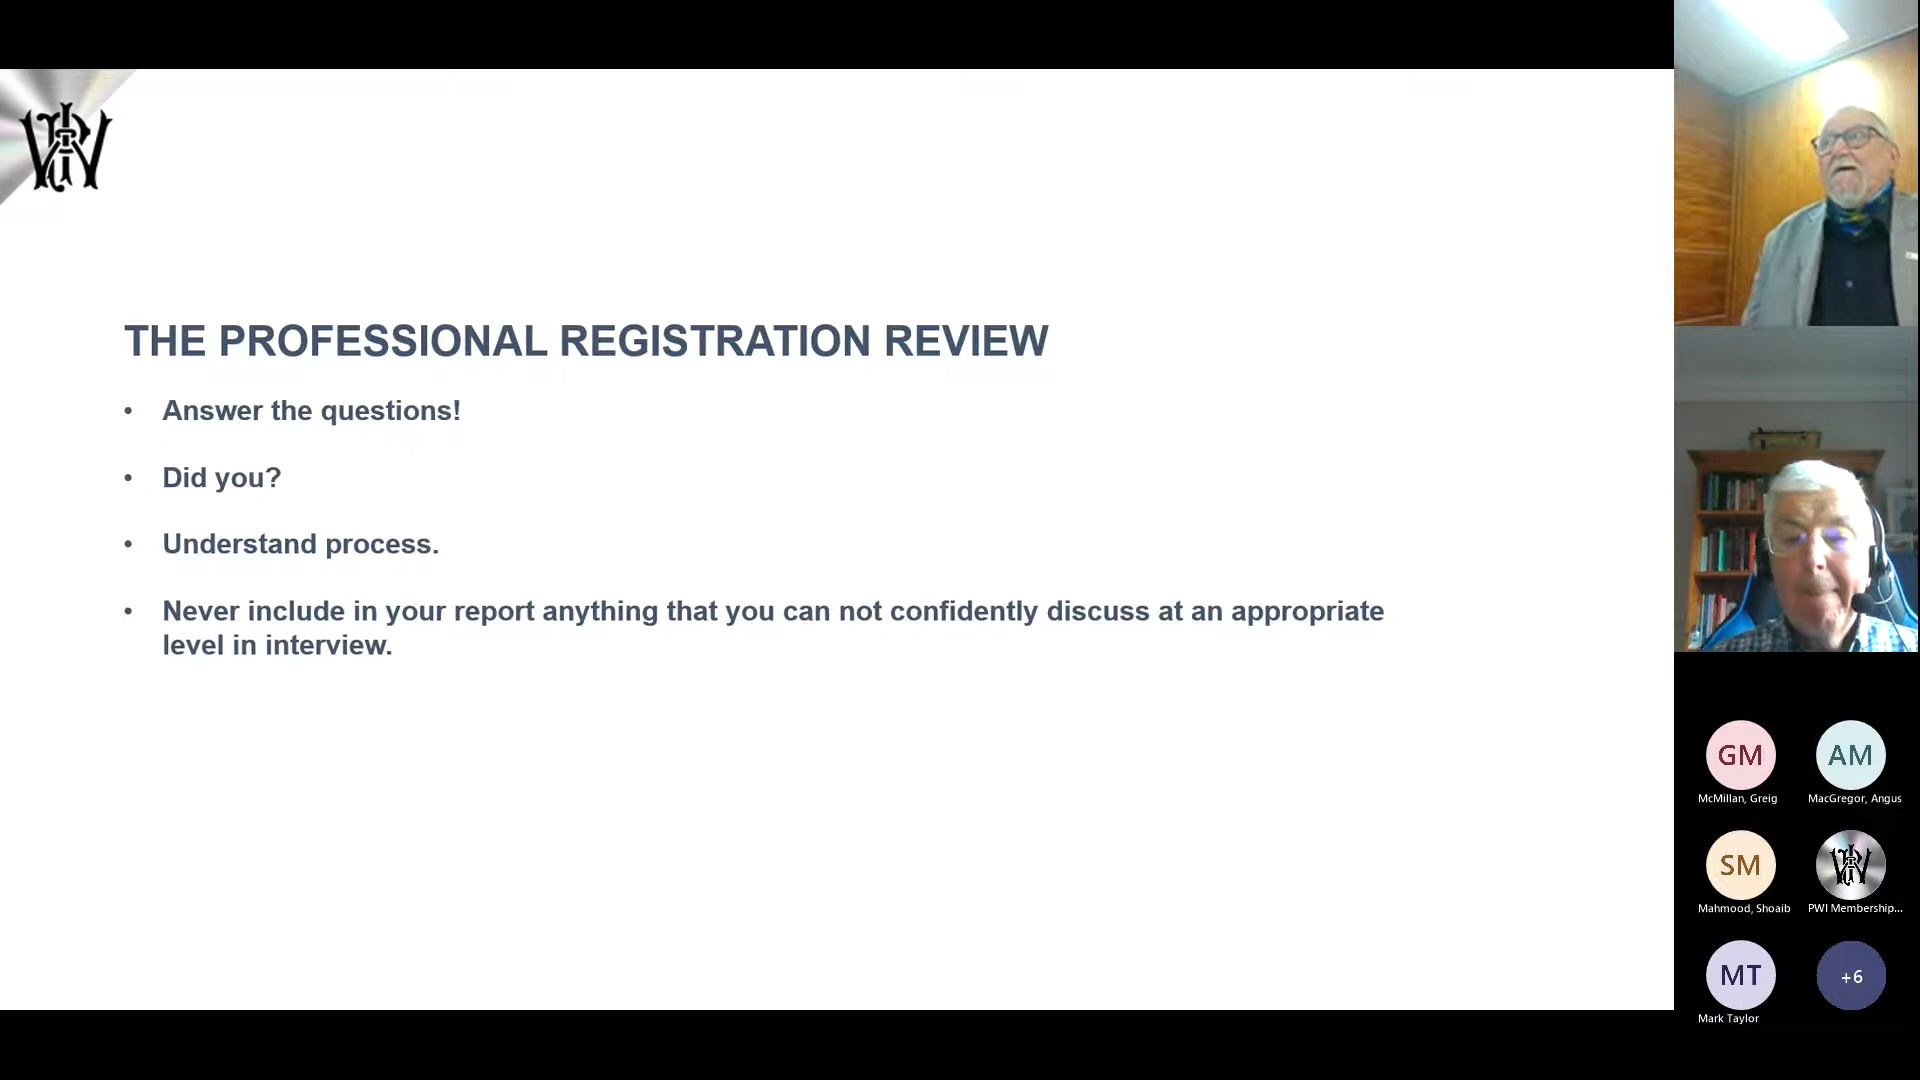 THE PROFESSIONAL REGISTRATION REVIEW
• Answer the questions!
• Did you?
• Understand process.
• Never include in your report anything that you can not confidently discuss at an appropriate
level in interview.
GM
AM
McMillan, Greig
MacGregor, Angus
SM
Mahmood, Shoaib
PWI Membership...
MT
+6
Mark Taylor